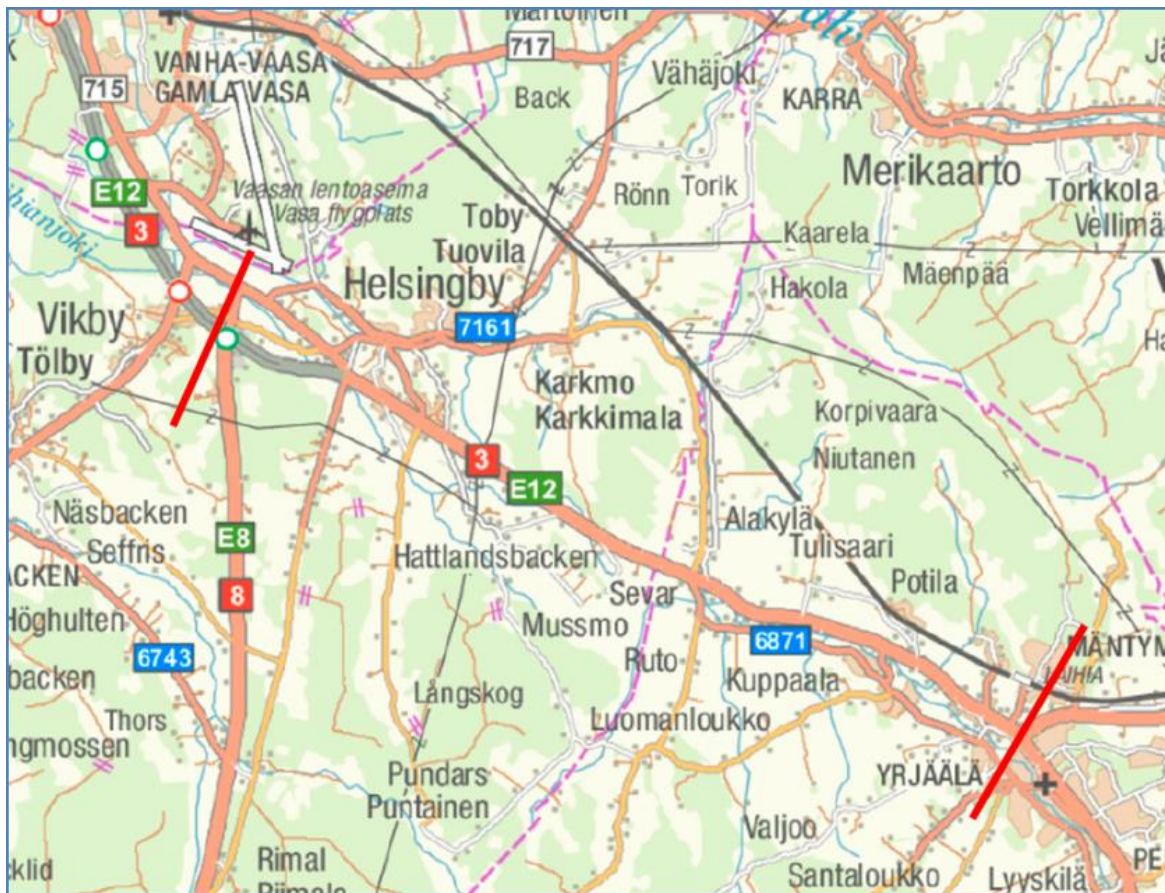 Martoinen
717
VANHA-VAASA
GAMLA VASA
715
Vähäjoki
Back
KARRA
Merikaarto
E12
3
Vaasan lentoasema
Vasa flygplats
Rönn
Torik
Torkkola
Toby
Tuovila
Kaarela
Mäenpää
Helsingby
Hakola
Vikby
Tölby
7161
Karkmo
Karkkimala
Korpivaara
Niutanen
3
E12
Näsbacken
Seffris
E8
8
Hattlandsbacken
Alakylä
Tulisaari
Potila
Sevar
Mussmo
6871
Ruto
Kuppaala
6743
Långskog
Luomanloukko
Thors
Pundars
Puntainen
YRJÄÄLÄ
Valjoo
Rimal
Santaloukko
Lyyskilä